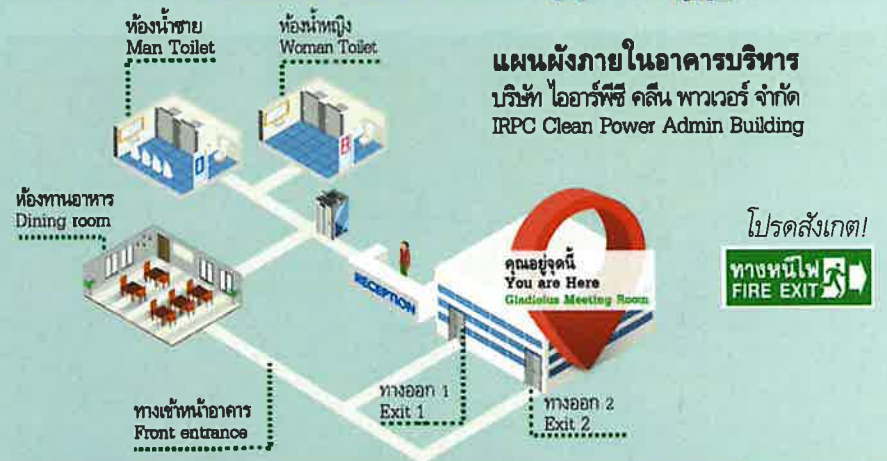 ห้องน้ำชาย
Man Toilet
ห้องน้ำหญิง
Woman Toilet
แผนผังภายในอาคารบริหาร
บริษัท ไออาร์พีซี คลีน พาวเวอร์ จำกัด
IRPC Clean Power Admin Building
ห้องทานอาหาร
Dining room
โปรดสังเกต!
ทางหนีไฟ
FIRE EXIT
คุณอยู่จุดนี้
You are Here
Gladiolus Meeting Room
RECEPTION
ทางออก 1
Exit 1
ทางออก 2
Exit 2
ทางเข้าหน้าอาคาร
Front entrance